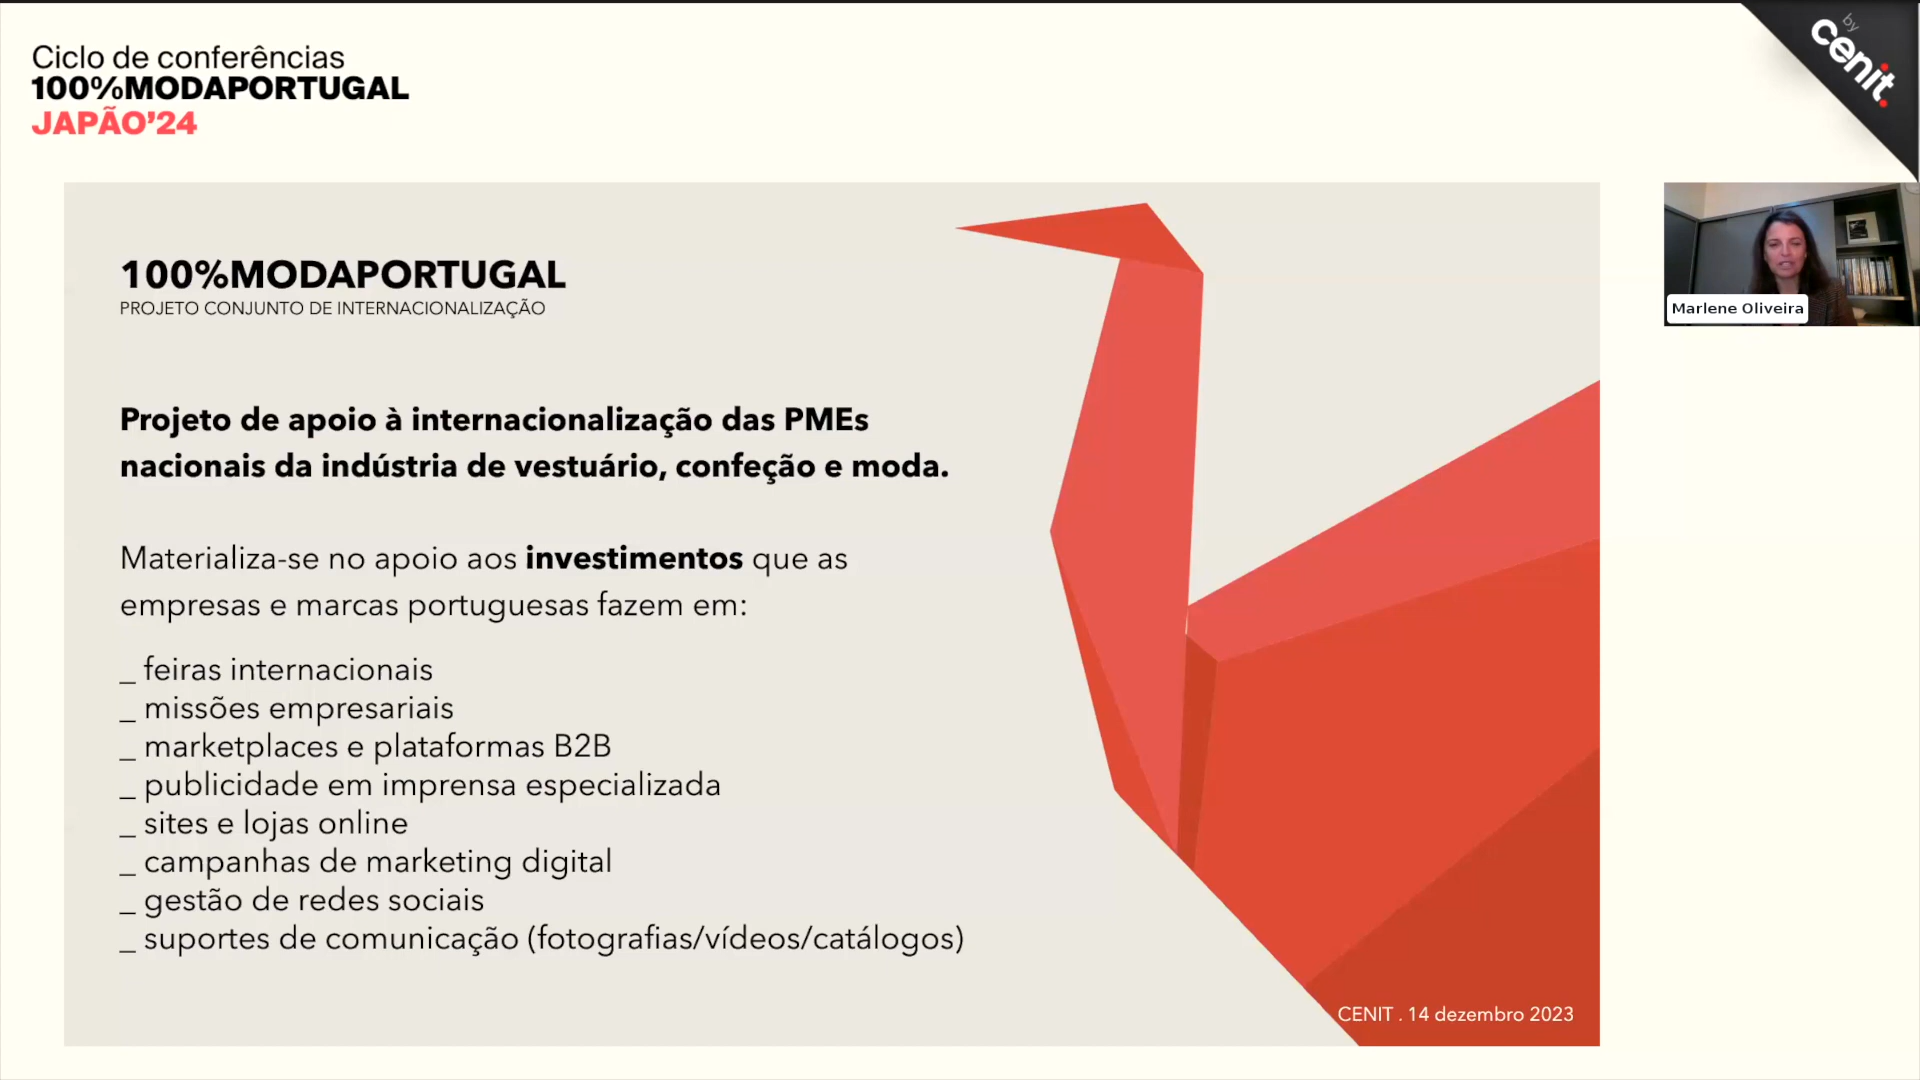 Ciclo de conferências
100%MODAPORTUGAL
JAPÃO’24
by
cenit.
100%MODAPORTUGAL
PROJETO CONJUNTO DE INTERNACIONALIZAÇÃO
Projeto de apoio à internacionalização das PMEs
nacionais da indústria de vestuário, confeção e moda.
Materializa-se no apoio aos investimentos que as
empresas e marcas portuguesas fazem em:
_ feiras internacionais
_ missões empresariais
_ marketplaces e plataformas B2B
_ publicidade em imprensa especializada
_ sites e lojas online
_ campanhas de marketing digital
_ gestão de redes sociais
_ suportes de comunicação (fotografias/vídeos/catálogos)
CENIT . 14 dezembro 2023
Marlene Oliveira